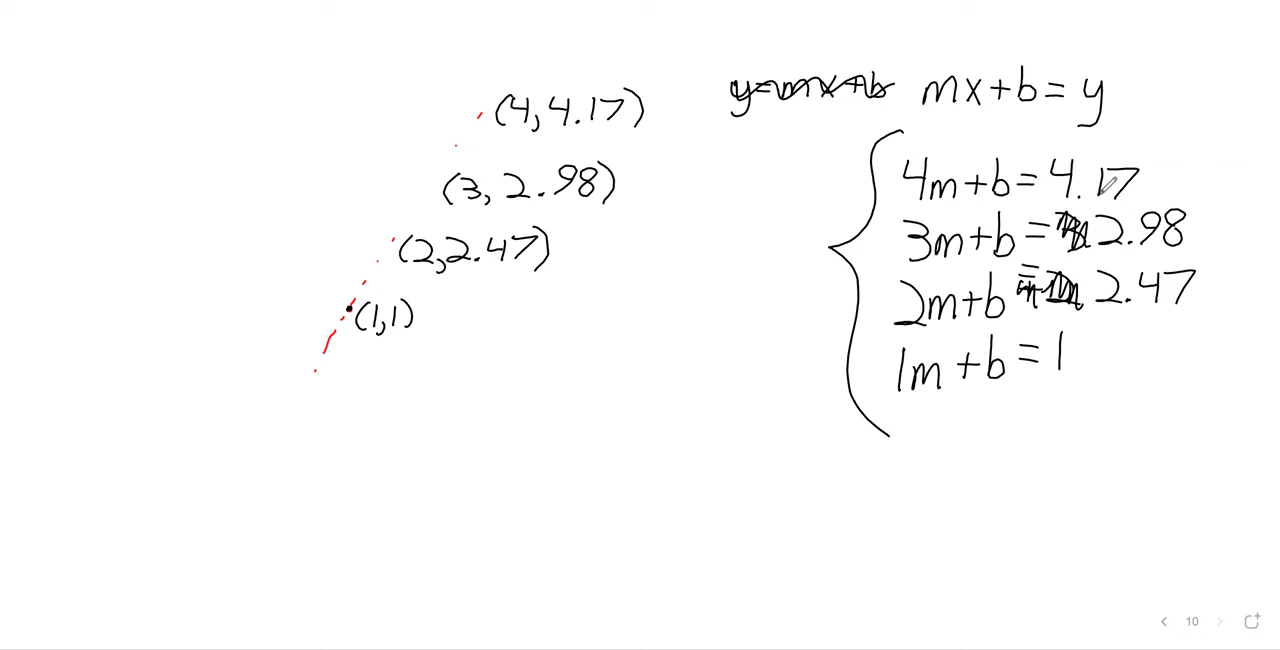 (4,4.17)
(3, 2.98)
(2,2.47)
(1,1)
y=mx+b mx+b=y
4m+b=4.17
3m+b=2.98
2m+b=2.47
1m+b=1
10